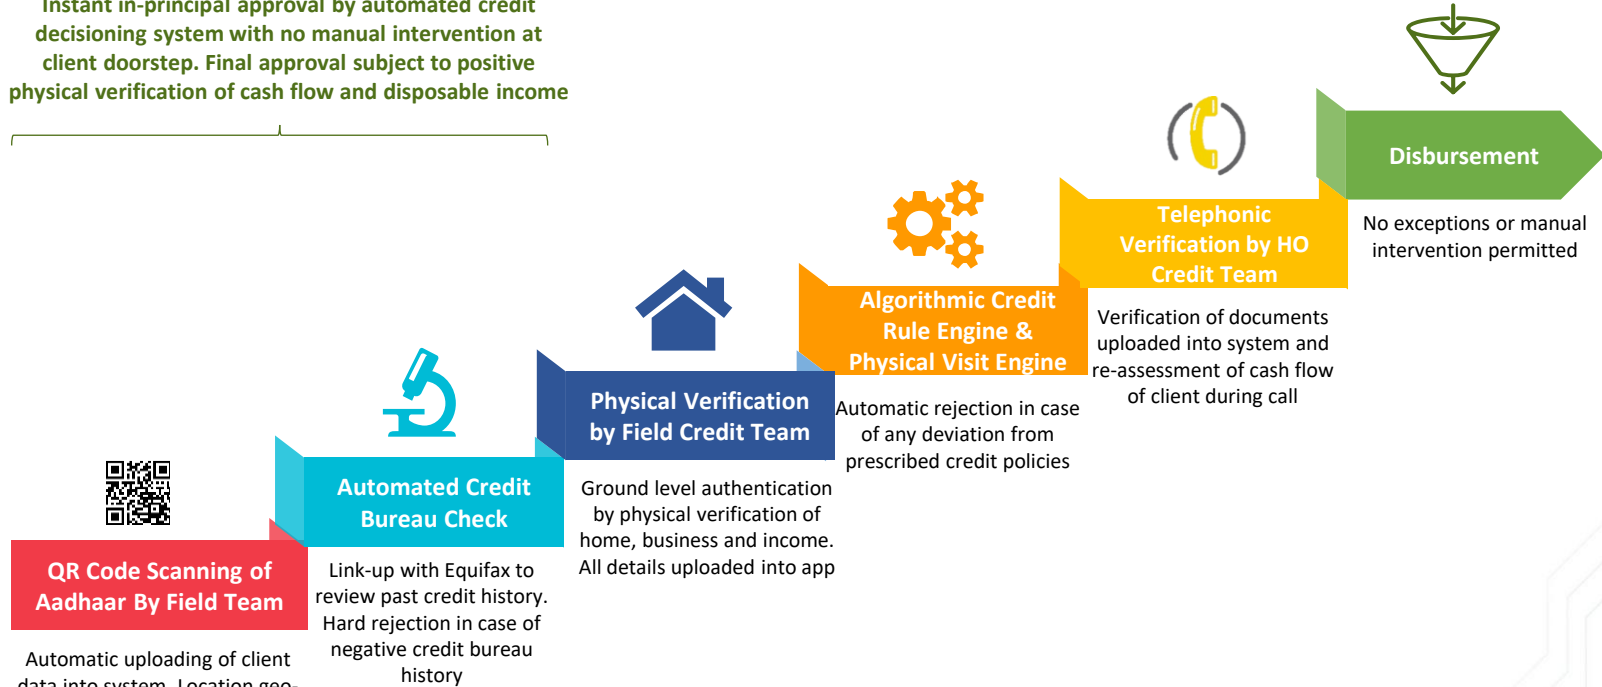 Instant in-principal approval by automated credit
decisioning system with no manual intervention at
client doorstep. Final approval subject to positive
physical verification of cash flow and disposable income
QR Code Scanning of
Aadhaar By Field Team
Automatic uploading of client
data into system. Location geo-
Automated Credit
Bureau Check
Link-up with Equifax to
review past credit history.
Hard rejection in case of
negative credit bureau
history
Physical Verification
by Field Credit Team
Ground level authentication
by physical verification of
home, business and income.
All details uploaded into app
Algorithmic Credit
Rule Engine &
Physical Visit Engine
Automatic rejection in case
of any deviation from
prescribed credit policies
Telephonic
Verification by HO
Credit Team
Verification of documents
uploaded into system and
re-assessment of cash flow
of client during call
Disbursement
No exceptions or manual
intervention permitted